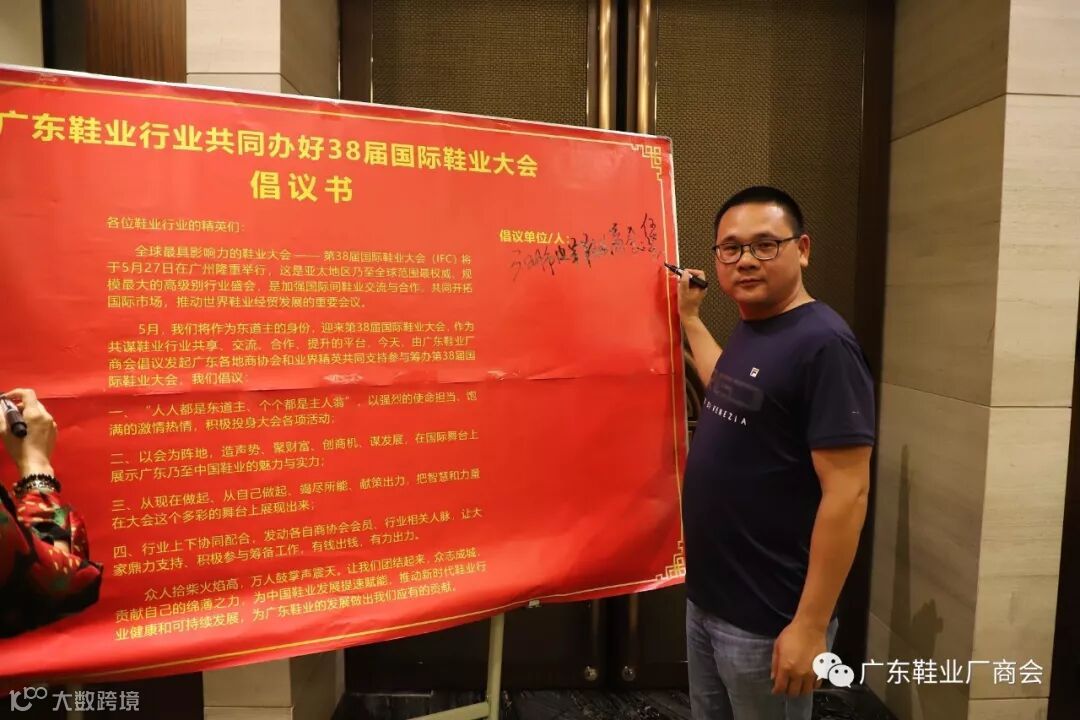 广东鞋业行业共同办好38届国际鞋业大会
倡议书
各位鞋业行业的精英们:
全球最具影响力的鞋业大会——第38届国际鞋业大会（IFC）将
于5月27日在广州隆重举行，这是亚太地区乃至全球范围最权威、规
模最大的高级别行业盛会，是加强国际间鞋业交流与合作，共同开拓
国际市场，推动世界鞋业经贸发展的重要会议。
5月，我们将作为东道主的身份，迎来第38届国际鞋业大会，作为
共谋鞋业行业共享、交流、合作、提升的平台，今天，由广东鞋业厂
商会倡议发起广东各地商协会和业界精英共同支持参与筹办第38届国
际鞋业大会，我们倡议：
一、“人人都是东道主、个个都是主人翁”，以强烈的使命担当、饱
满的激情热情，积极投身大会各项活动；
二、以会为阵地，造声势、聚财富、创商机、谋发展，在国际舞台上
展示广东乃至中国鞋业的魅力与实力；
三、从现在做起、从自己做起、竭尽所能、献策出力，把智慧和力量
在大会这个多彩的舞台上展现出来；
四、行业上下协同配合，发动各自商协会会员、行业相关人脉，让大
家鼎力支持、积极参与筹备工作，有钱出钱、有力出力。
众人拾柴火焰高，万人鼓掌声震天。让我们团结起来，众志成城，
贡献自己的绵薄之力，为中国鞋业发展提速赋能，推动新时代鞋业行
业健康和可持续发展，为广东鞋业的发展做出我们应有的贡献。
倡议单位/人：
FILA
DI VENEZIA
广东鞋业厂商会
大数跨境